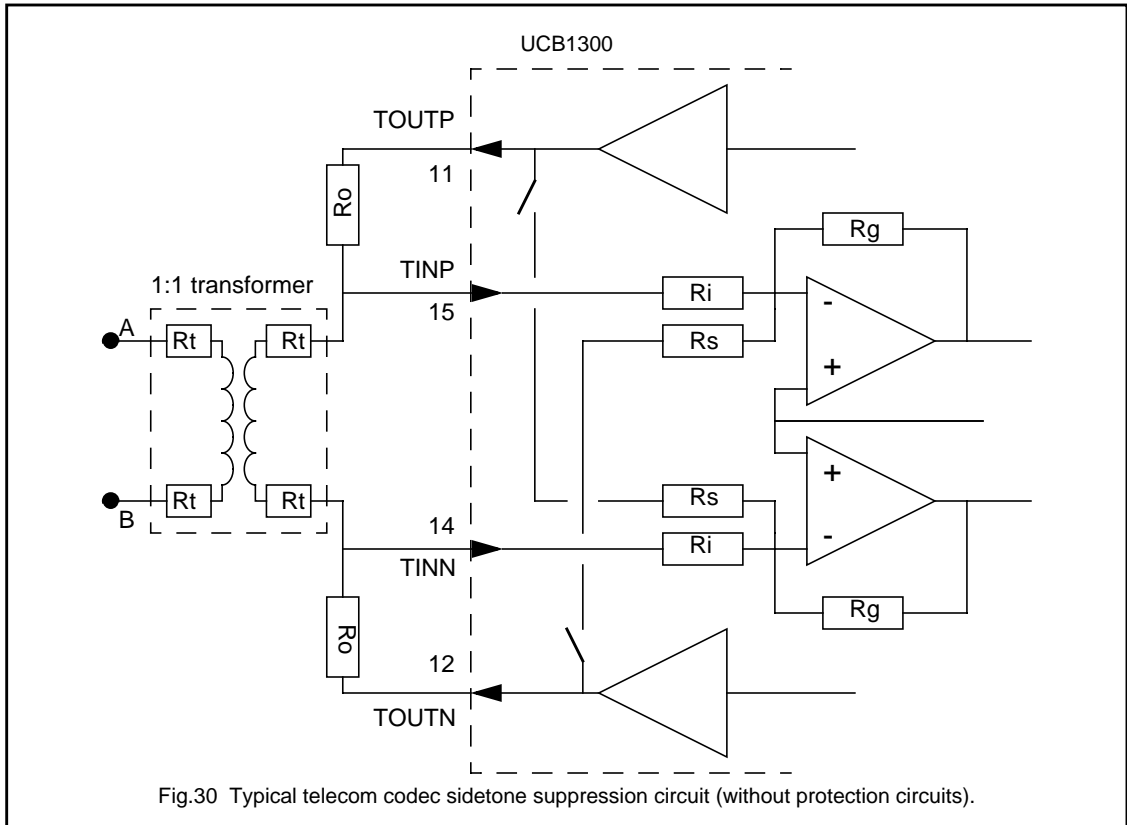 UCB1300
TOUTP
11
Ro
Rg
TINP
1:1 transformer
15
Ri
-
A
Rt
Rt
Rs
+
B
Rt
Rt
14
Rs
+
TINN
Ri
-
Rg
Ro
12
TOUTN
Fig.30 Typical telecom codec sidetone suppression circuit (without protection circuits).